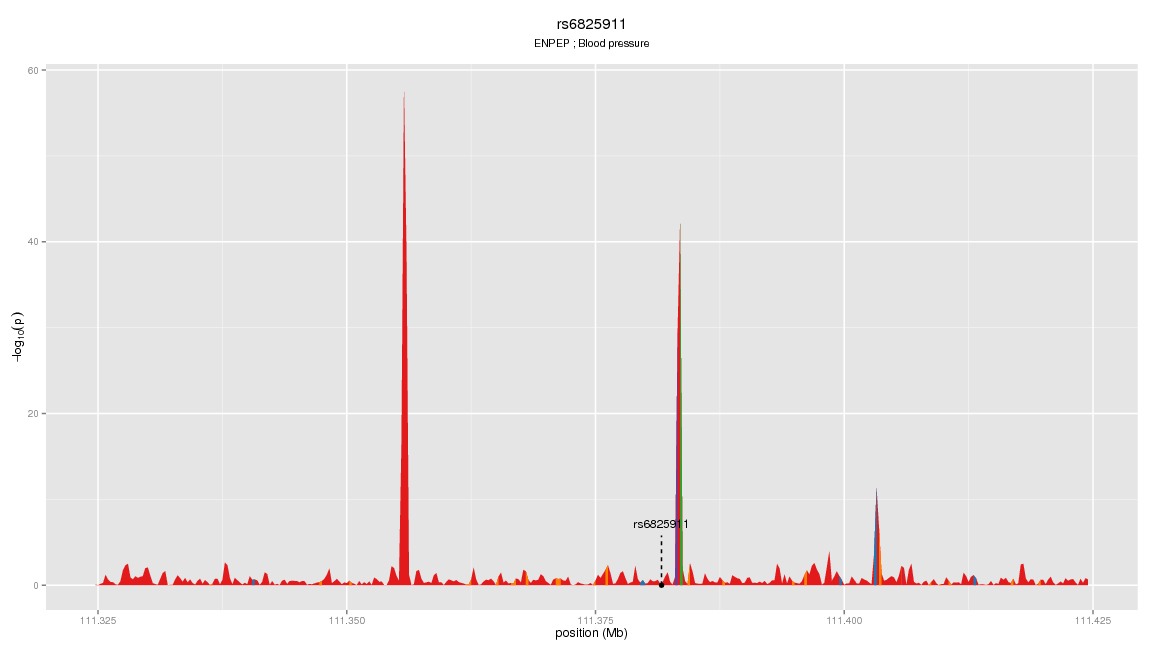 rs6825911
ENPEP ; Blood pressure
60
40
20
0
−log10(p)
rs6825911
111.325
111.350
111.375
111.400
111.425
position (Mb)